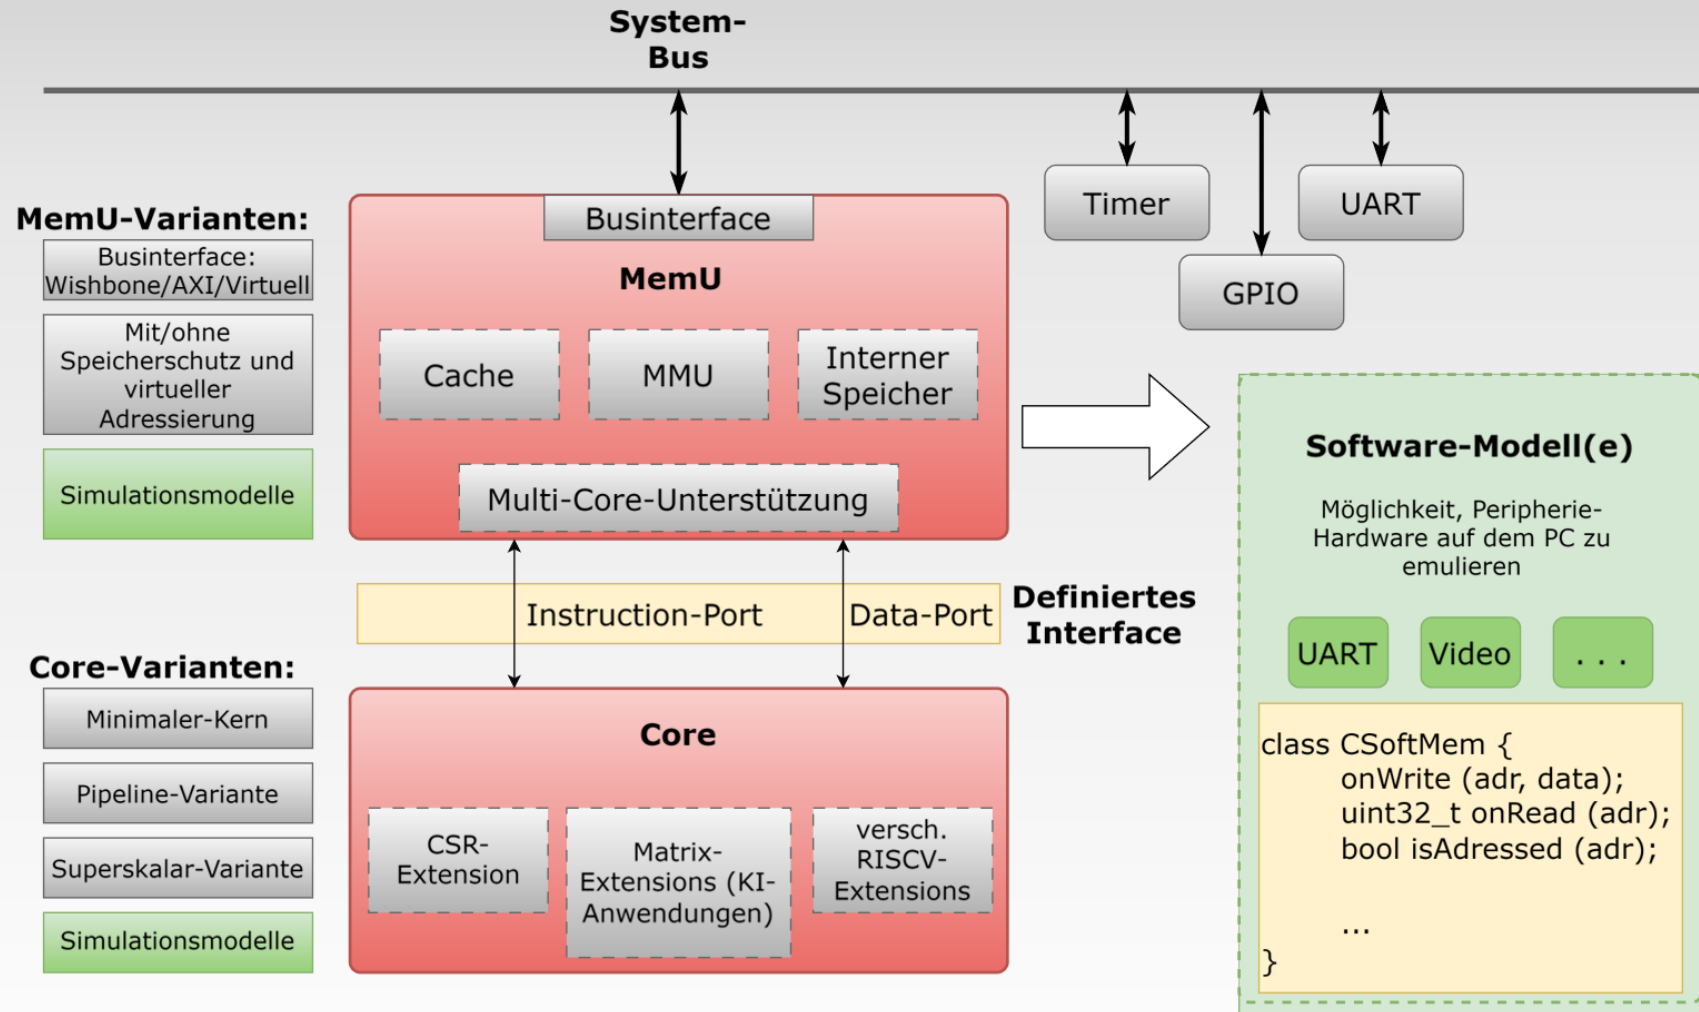 System-
Bus
Timer
UART
GPIO
MemU-Varianten:
Businterface:
Wishbone/AXI/Virtuell
Mit/ohne
Speicherschutz und
virtueller
Adressierung
Simulationsmodelle
Businterface
MemU
Cache
MMU
Interner
Speicher
Multi-Core-Unterstützung
Instruction-Port
Data-Port
Definiertes
Interface
Core-Varianten:
Minimaler-Kern
Pipeline-Variante
Superskalar-Variante
Simulationsmodelle
Core
CSR-
Extension
Matrix-
Extensions (KI-
Anwendungen)
versch.
RISCV-
Extensions
Software-Modell(e)
Möglichkeit, Peripherie-
Hardware auf dem PC zu
emulieren
UART
Video
. . .
class CSoftMem {
onWrite (adr, data);
uint32_t onRead (adr);
bool isAdressed (adr);
...
}